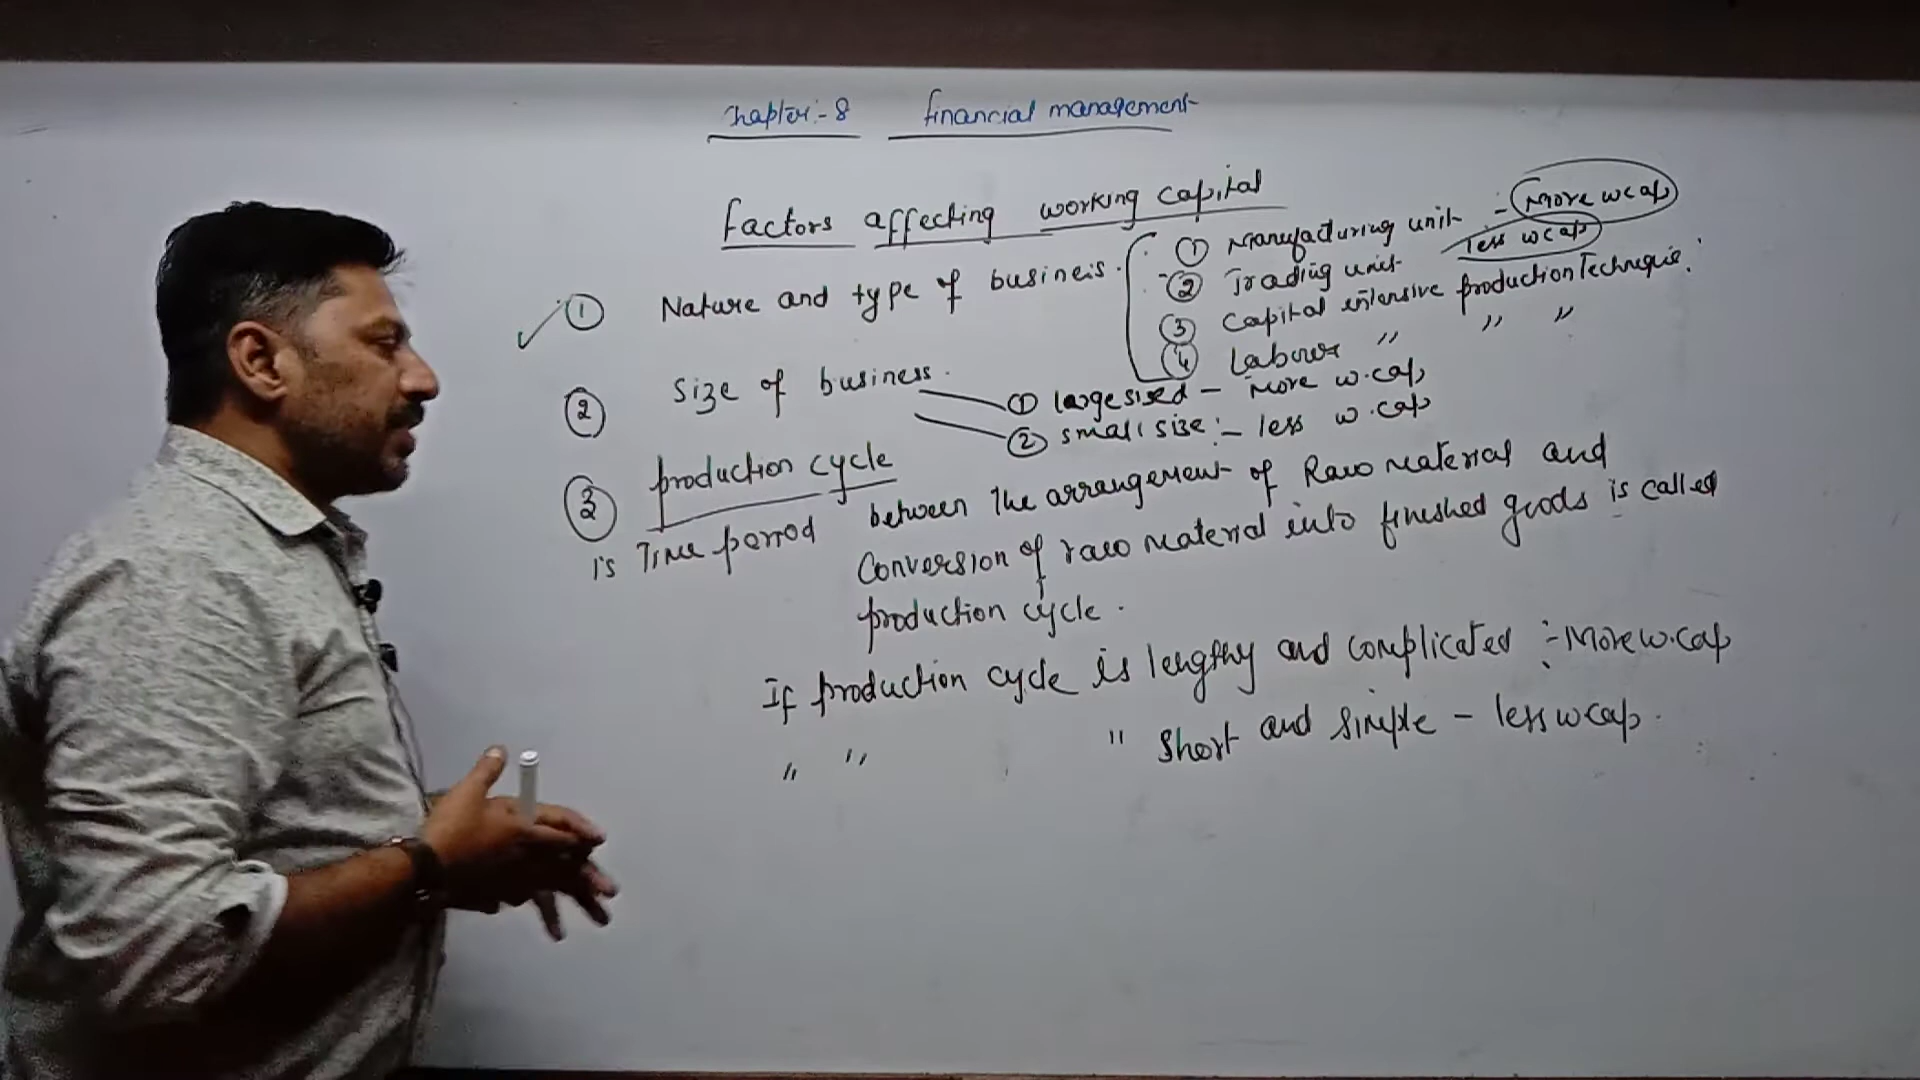 Chapter:- 8 financial management
factors affecting working capital
① Nature and type of business.
① Manufacturing unit - More w cap
② Trading unit less w cap
③ Capital intensive production Technique.
④ Labour " " "
② Size of business.
① large sized - More w.cap
② small size :- less w.cap
③ production cycle
is Time period between The arrangement of Raw material and
Conversion of raw material into finished goods is called
production cycle.
If production cycle is lengthy and complicated :- More w.cap
" " " Short and simple - less w cap.